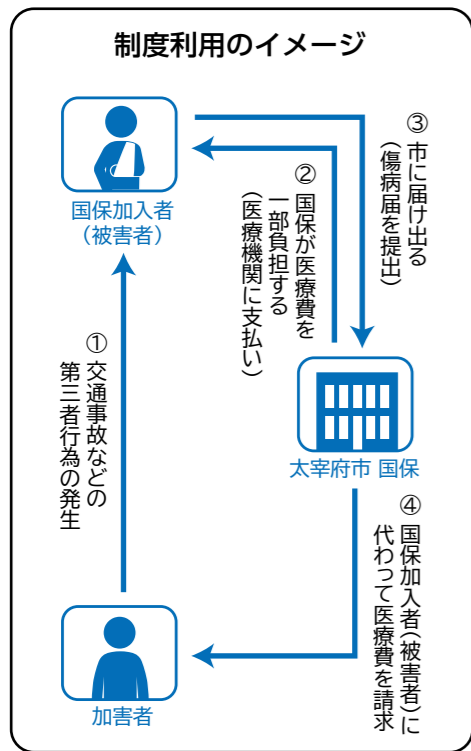 制度利用のイメージ
国保加入者
（被害者）
① 交通事故などの
第三者行為の発生
② 国保が医療費を
一部負担する
（医療機関に支払い）
③ 市に届け出る
（傷病届を提出）
太宰府市 国保
④ 国保加入者（被害者）に
代わって医療費を請求
加害者